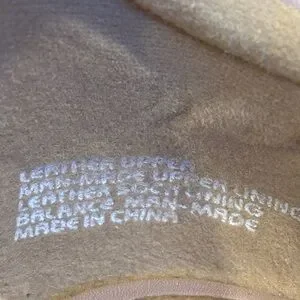 LEATHER UPPER
MAN-MADE UPPER LINING
LEATHER SOCK LINING
BALANCE MAN-MADE
MADE IN CHINA